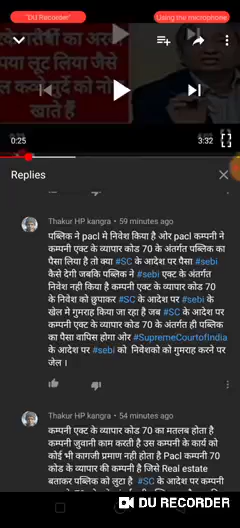 "DU Recorder"
Using the microphone
के गरीबों का अरबों
पया लूट लिया जैसे
ल कव्वे मुर्दे को नो
खाते हैं
0:25
3:32
Replies
Thakur HP kangra • 59 minutes ago
पब्लिक ने pacl मे निवेश किया है ओर pacl कम्पनी ने
कम्पनी एक्ट के व्यापार कोड 70 के अंतर्गत पब्लिक का
पैसा लिया है तो क्या #SC के आदेश पर पैसा #sebi
कैसे देगी जबकि पब्लिक ने #sebi एक्ट के अंतर्गत
निवेश नही किया है कम्पनी एक्ट के व्यापार कोड 70
के निवेश को छुपाकर #SC के आदेश पर #sebi के
खेल मे गुमराह किया जा रहा है जब #SC के आदेश पर
कम्पनी एक्ट के व्यापार कोड 70 के अंतर्गत ही पब्लिक
का पैसा वापिस होगा ओर #SupremeCourtofIndia
के आदेश पर #sebi को निवेशको को गुमराह करने पर
जेल ।
Thakur HP kangra • 54 minutes ago
कम्पनी एक्ट के व्यापार कोड 70 का मतलब होता है
कम्पनी जुवानी काम करती है उस कम्पनी के कार्य को
कोई भी कागजी प्रमाण नही होता है Pacl कम्पनी 70
कोड के व्यापार की कम्पनी है जिसे Real estate
बताकर पब्लिक को लुटा है #SC के आदेश पर
DU RECORDER